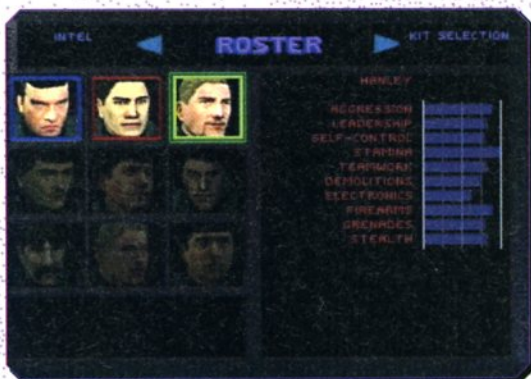 INTEL
ROSTER
KIT SELECTION
HANLEY
AGGRESSION
LEADERSHIP
SELF-CONTROL
STAMINA
TEAMWORK
DEMOLITIONS
ELECTRONICS
FIREARMS
GRENADES
STEALTH